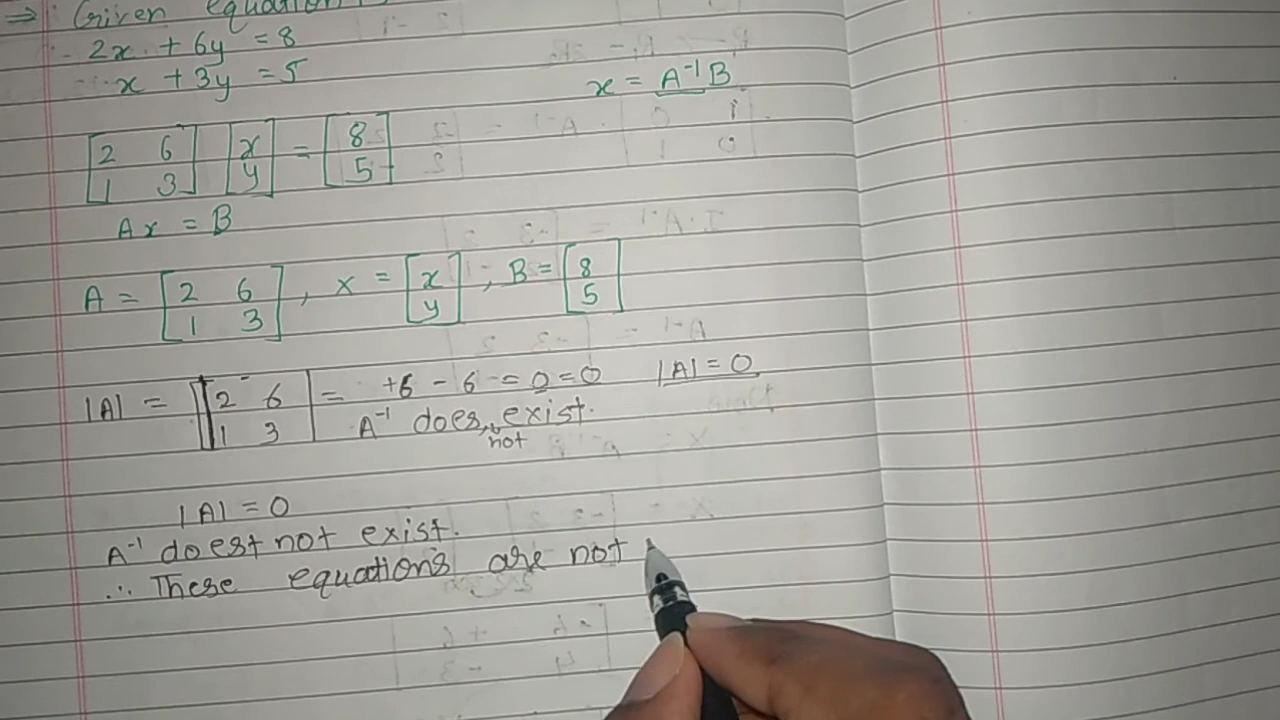 ⇒ Given equation
2x + 6y = 8
x + 3y = 5
x = A⁻¹B
[2 6] [x] = [8]
[1 3] [y] [5]
Ax = B
A = [2 6], x = [x], B = [8]
[1 3] [y] [5]
|A| = |2 6| = +6 - 6 = 0 = 0 |A| = 0
|1 3| A⁻¹ does not exist.
|A| = 0
A⁻¹ doest not exist.
∴ These equations are not